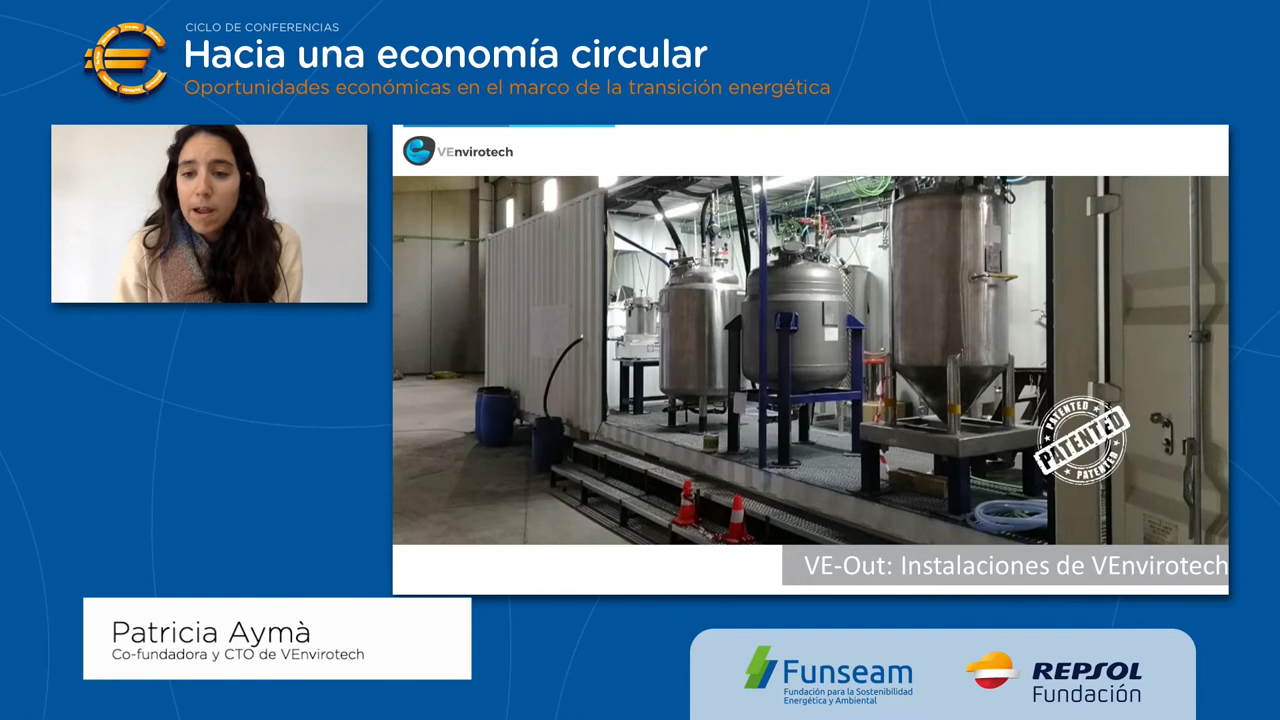 CICLO DE CONFERENCIAS
Hacia una economía circular
Oportunidades económicas en el marco de la transición energética
VEnvirotech
PATENTED
PATENTED
PATENTED
VE-Out: Instalaciones de VEnvirotech
Patricia Aymà
Co-fundadora y CTO de VEnvirotech
Funseam
Fundación para la Sostenibilidad
Energética y Ambiental
REPSOL
Fundación